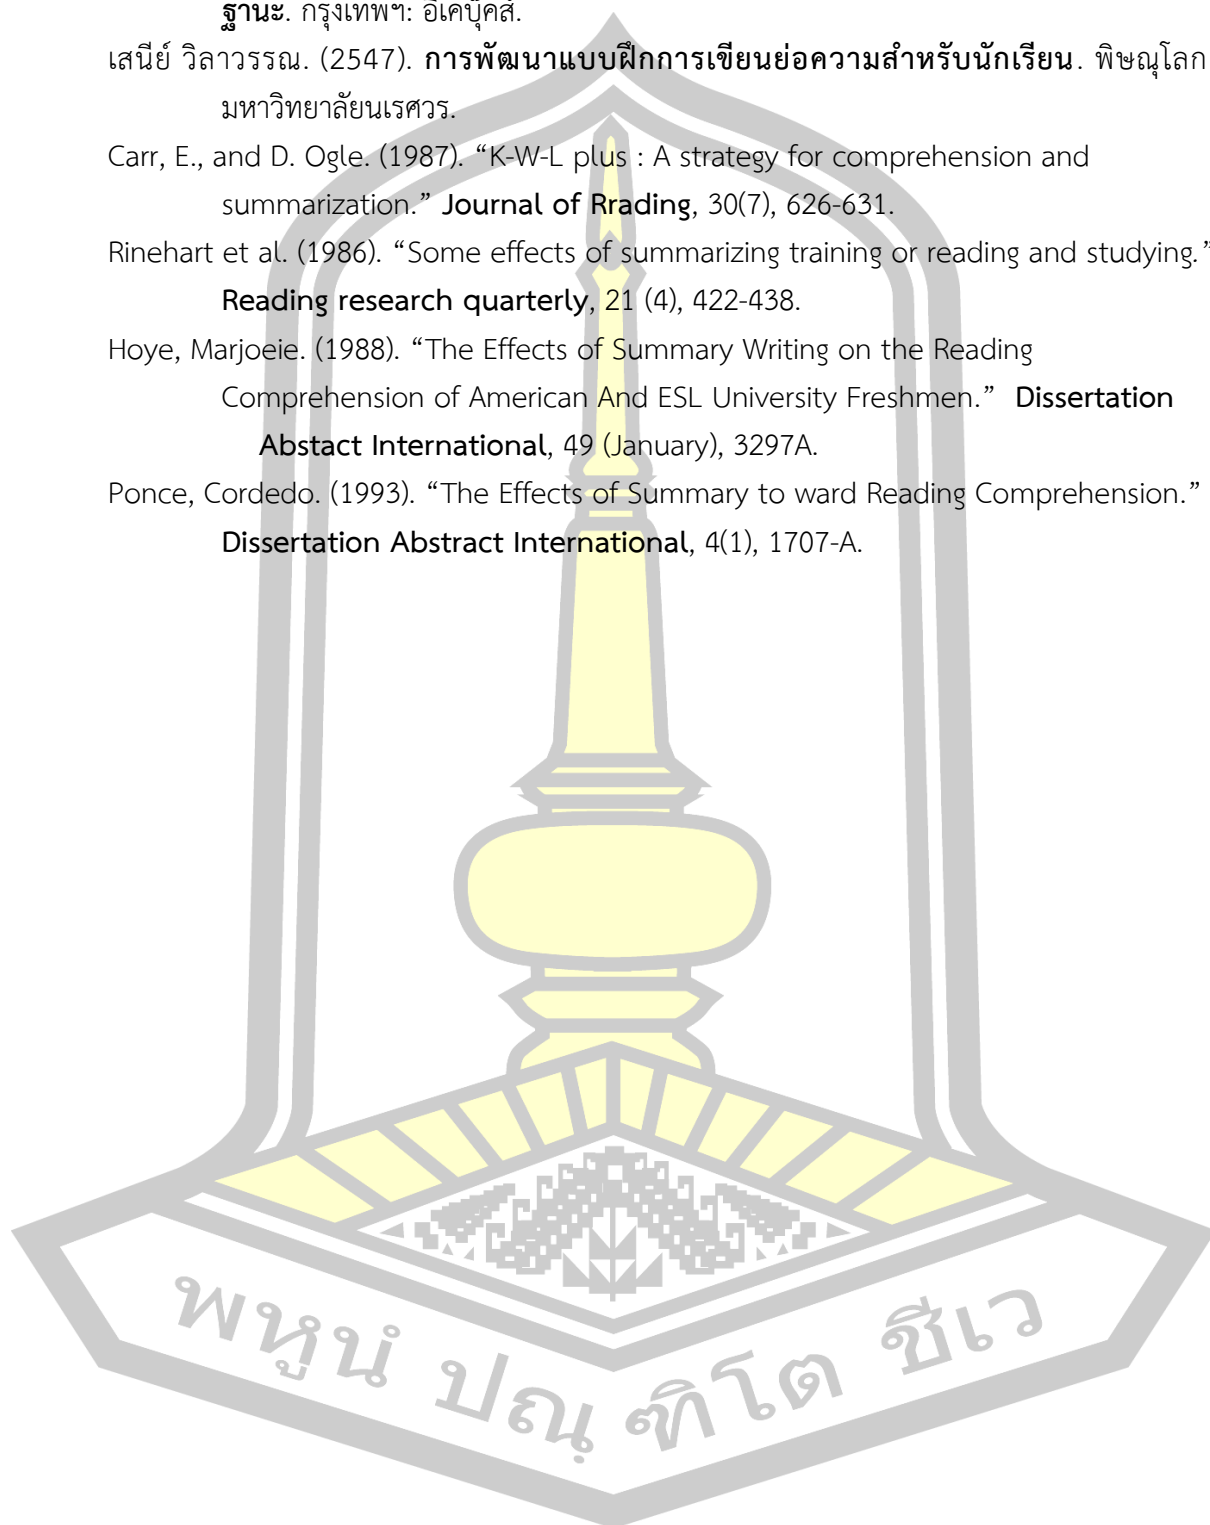 ฐานะ. กรุงเทพฯ: อีเคบุ๊คส์.
เสนีย์ วิลาวรรณ. (2547). การพัฒนาแบบฝึกการเขียนย่อความสำหรับนักเรียน. พิษณุโลก
มหาวิทยาลัยนเรศวร.
Carr, E., and D. Ogle. (1987). “K-W-L plus : A strategy for comprehension and
summarization.” Journal of Rrading, 30(7), 626-631.
Rinehart et al. (1986). “Some effects of summarizing training or reading and studying.”
Reading research quarterly, 21 (4), 422-438.
Hoye, Marjoeie. (1988). “The Effects of Summary Writing on the Reading
Comprehension of American And ESL University Freshmen.” Dissertation
Abstact International, 49 (January), 3297A.
Ponce, Cordedo. (1993). “The Effects of Summary to ward Reading Comprehension.”
Dissertation Abstract International, 4(1), 1707-A.
พหูนํ ปณฺฑิโต ชีเว